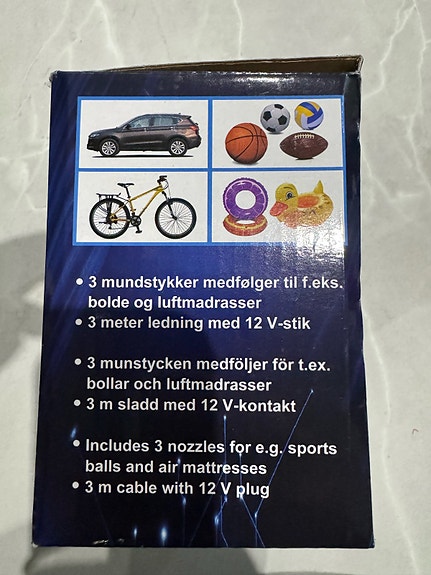 • 3 mundstykker medfølger til f.eks.
bolde og luftmadrasser
• 3 meter ledning med 12 V-stik
• 3 munstycken medföljer för t.ex.
bollar och luftmadrasser
• 3 m sladd med 12 V-kontakt
• Includes 3 nozzles for e.g. sports
balls and air mattresses
• 3 m cable with 12 V plug